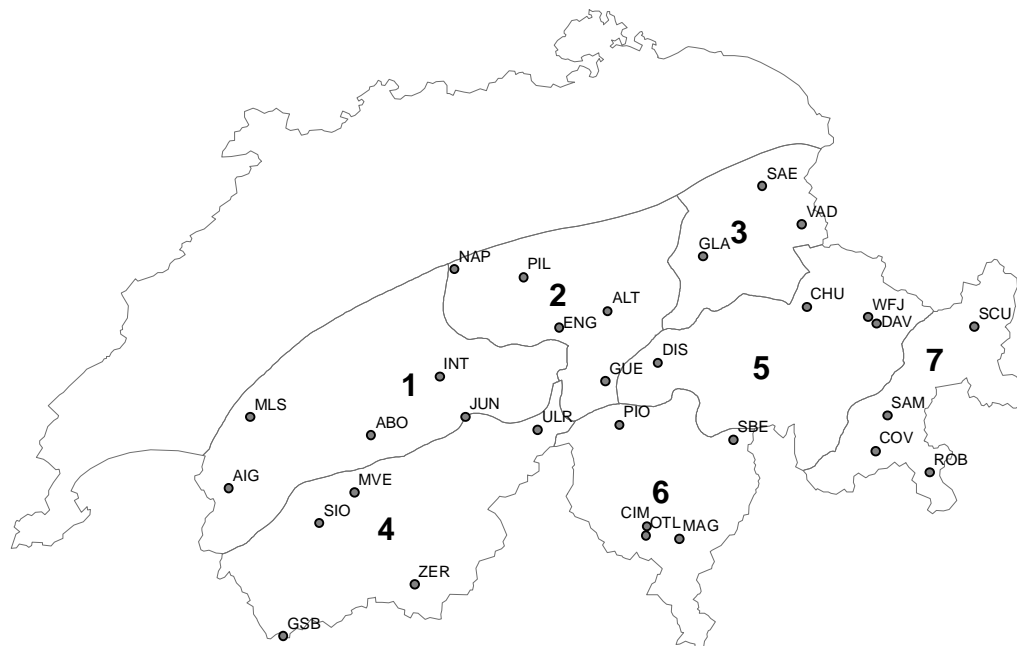 SAE
VAD
3
GLA
NAP
PIL
2
ALT
CHU
WFJ
DAV
SCU
ENG
DIS
7
5
INT
1
GUE
MLS
JUN
PIO
SAM
ULR
ABO
SBE
COV
ROB
AIG
MVE
6
SIO
4
CIM
OTL
MAG
ZER
GSB